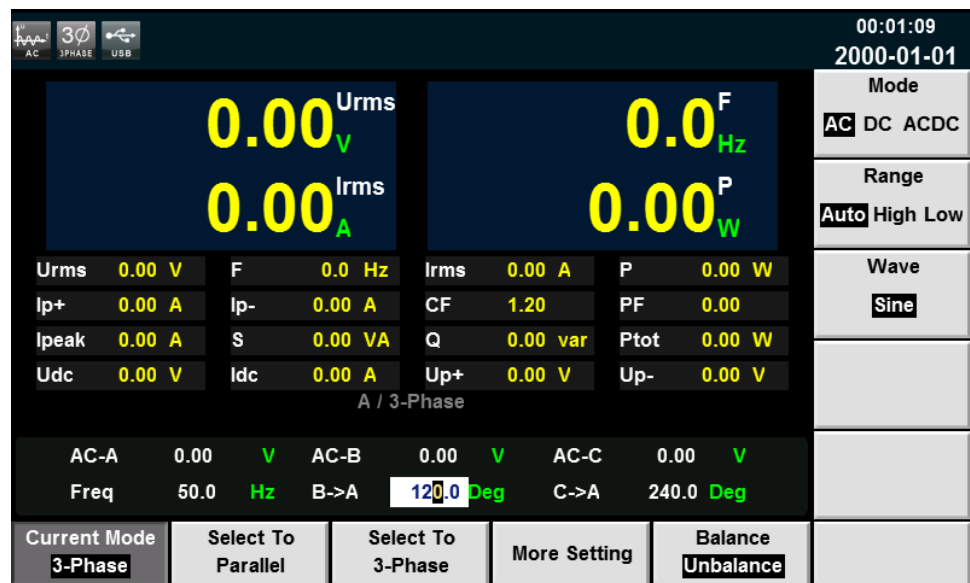 AC 3Ø 3PHASE USB 00:01:09
2000-01-01
0.00 Urms V 0.0 F Hz
0.00 Irms A 0.00 P W
Urms 0.00 V F 0.0 Hz Irms 0.00 A P 0.00 W
Ip+ 0.00 A Ip- 0.00 A CF 1.20 PF 0.00
Ipeak 0.00 A S 0.00 VA Q 0.00 var Ptot 0.00 W
Udc 0.00 V Idc 0.00 A Up+ 0.00 V Up- 0.00 V
A / 3-Phase
AC-A 0.00 V AC-B 0.00 V AC-C 0.00 V
Freq 50.0 Hz B->A 120.0 Deg C->A 240.0 Deg
Mode
AC DC ACDC
Range
Auto High Low
Wave
Sine
Current Mode
3-Phase
Select To
Parallel
Select To
3-Phase
More Setting
Balance
Unbalance